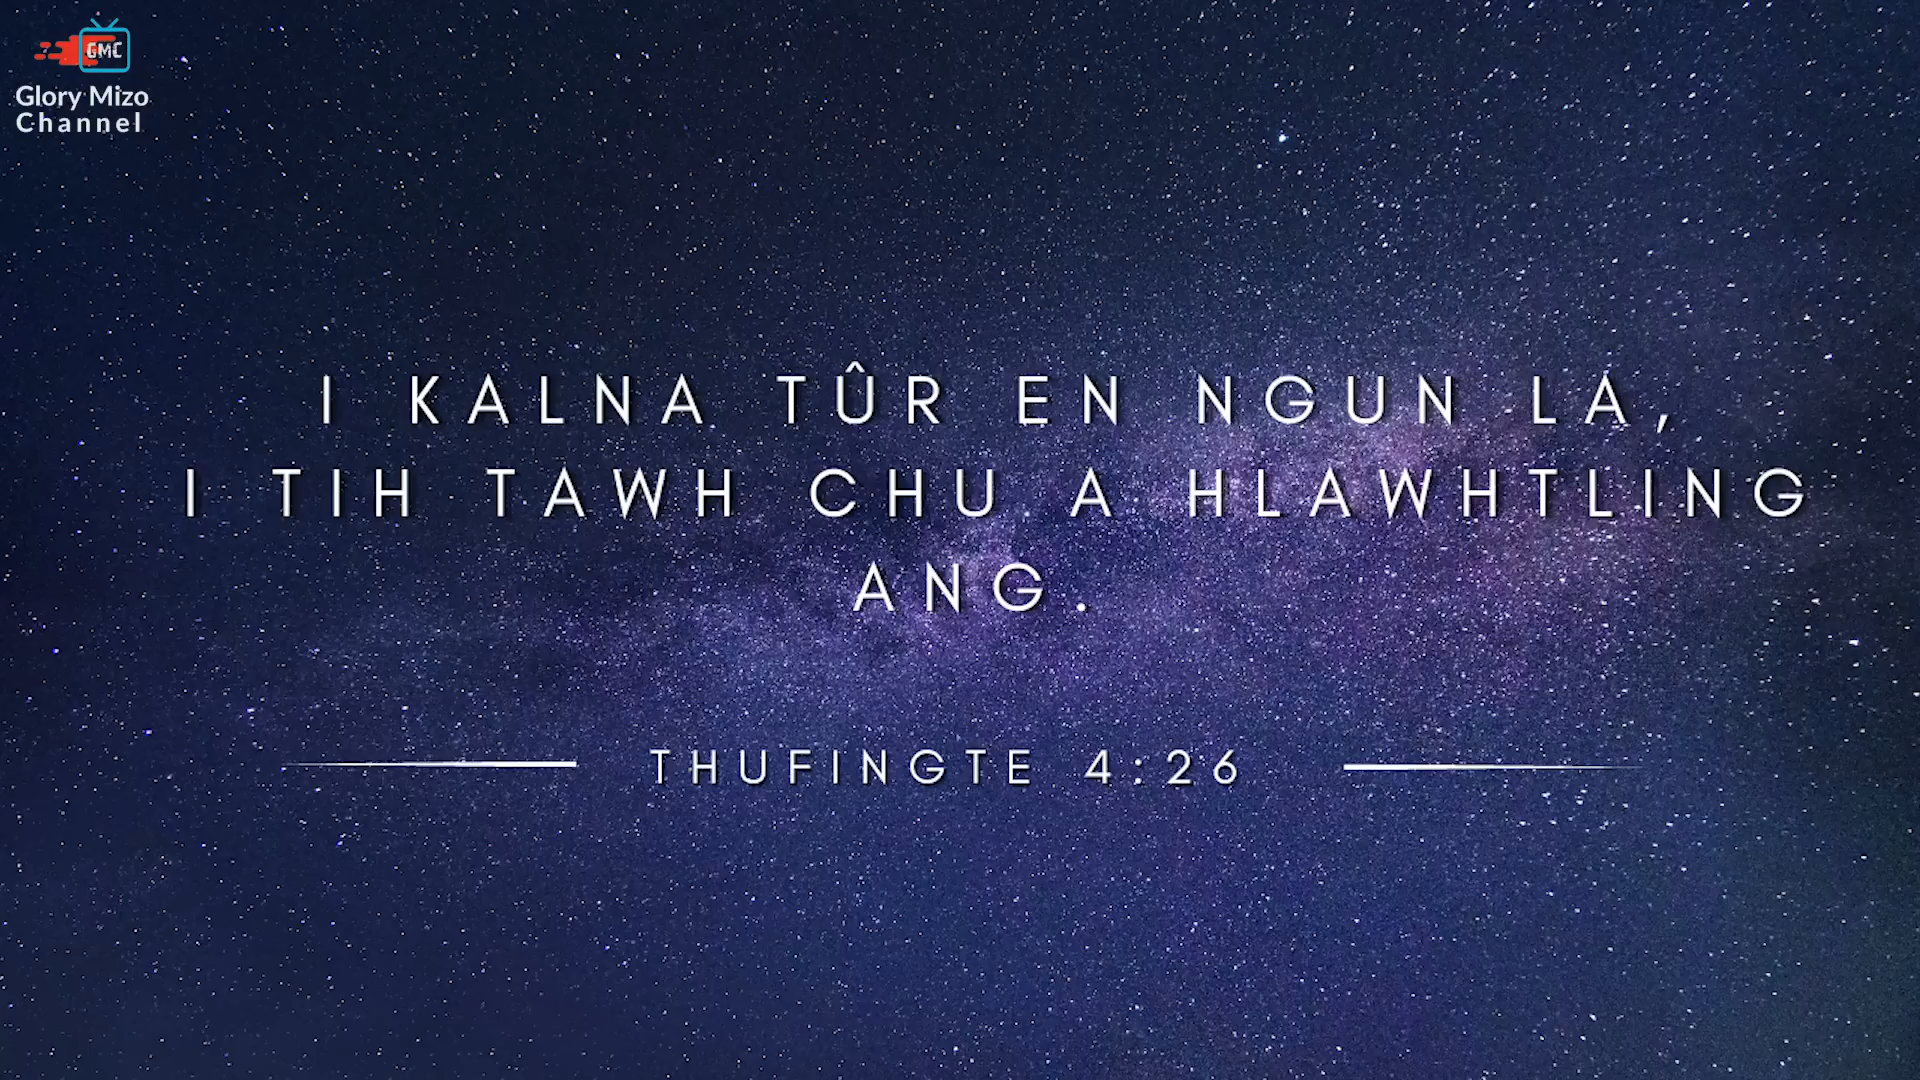 GMC
Glory Mizo
Channel
I KALNA TÛR EN NGUN LA,
I TIH TAWH CHU A HLAWHTLING
ANG.
THUFINGTE 4:26